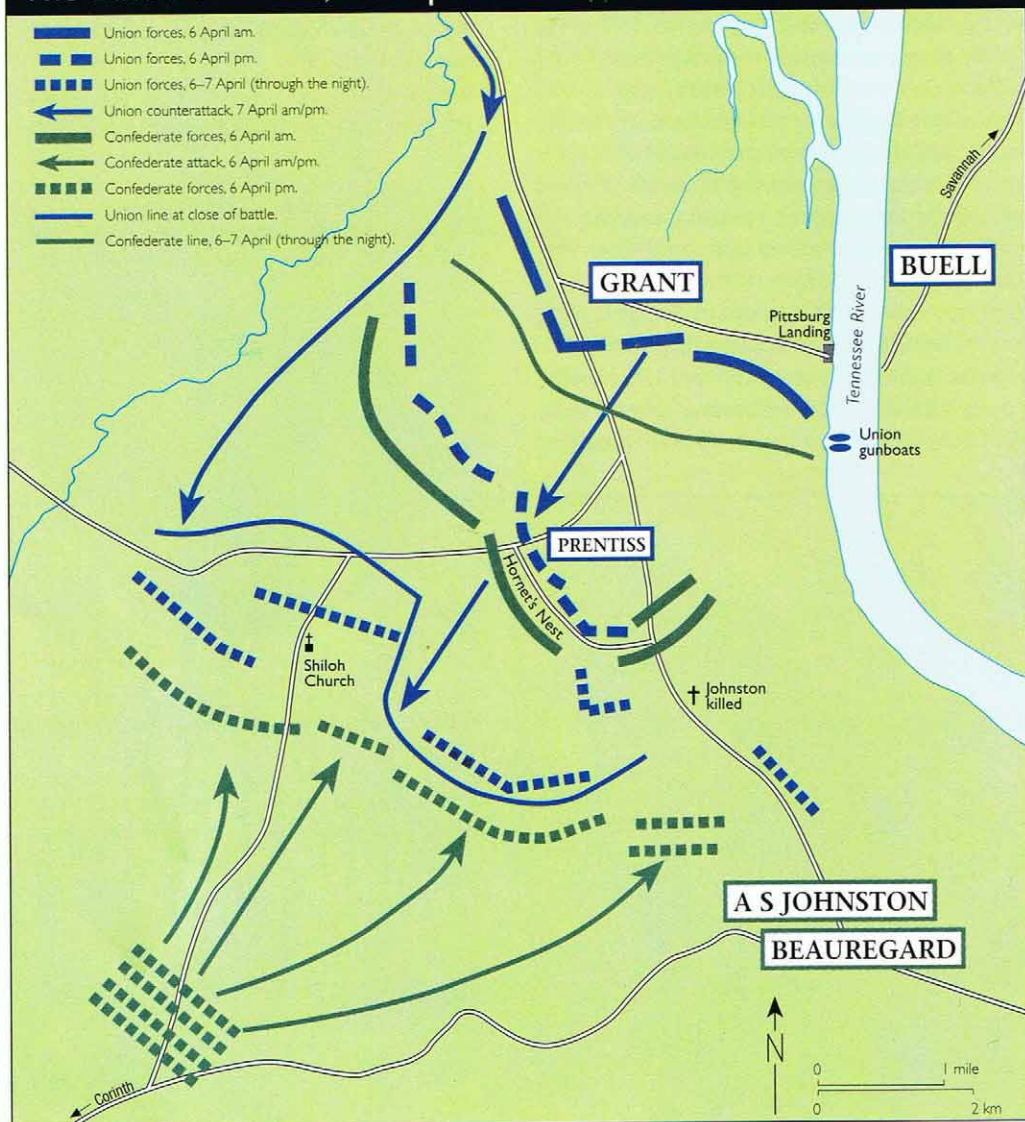 Union forces, 6 April am.
Union forces, 6 April pm.
Union forces, 6–7 April (through the night).
Union counterattack, 7 April am/pm.
Confederate forces, 6 April am.
Confederate attack, 6 April am/pm.
Confederate forces, 6 April pm.
Union line at close of battle.
Confederate line, 6–7 April (through the night).
Savannah
BUELL
GRANT
Pittsburg
Landing
Tennessee River
Union
gunboats
PRENTISS
Hornet's Nest
Shiloh
Church
Johnston
killed
A S JOHNSTON
BEAUREGARD
N
Corinth
0 1 mile
0 2 km